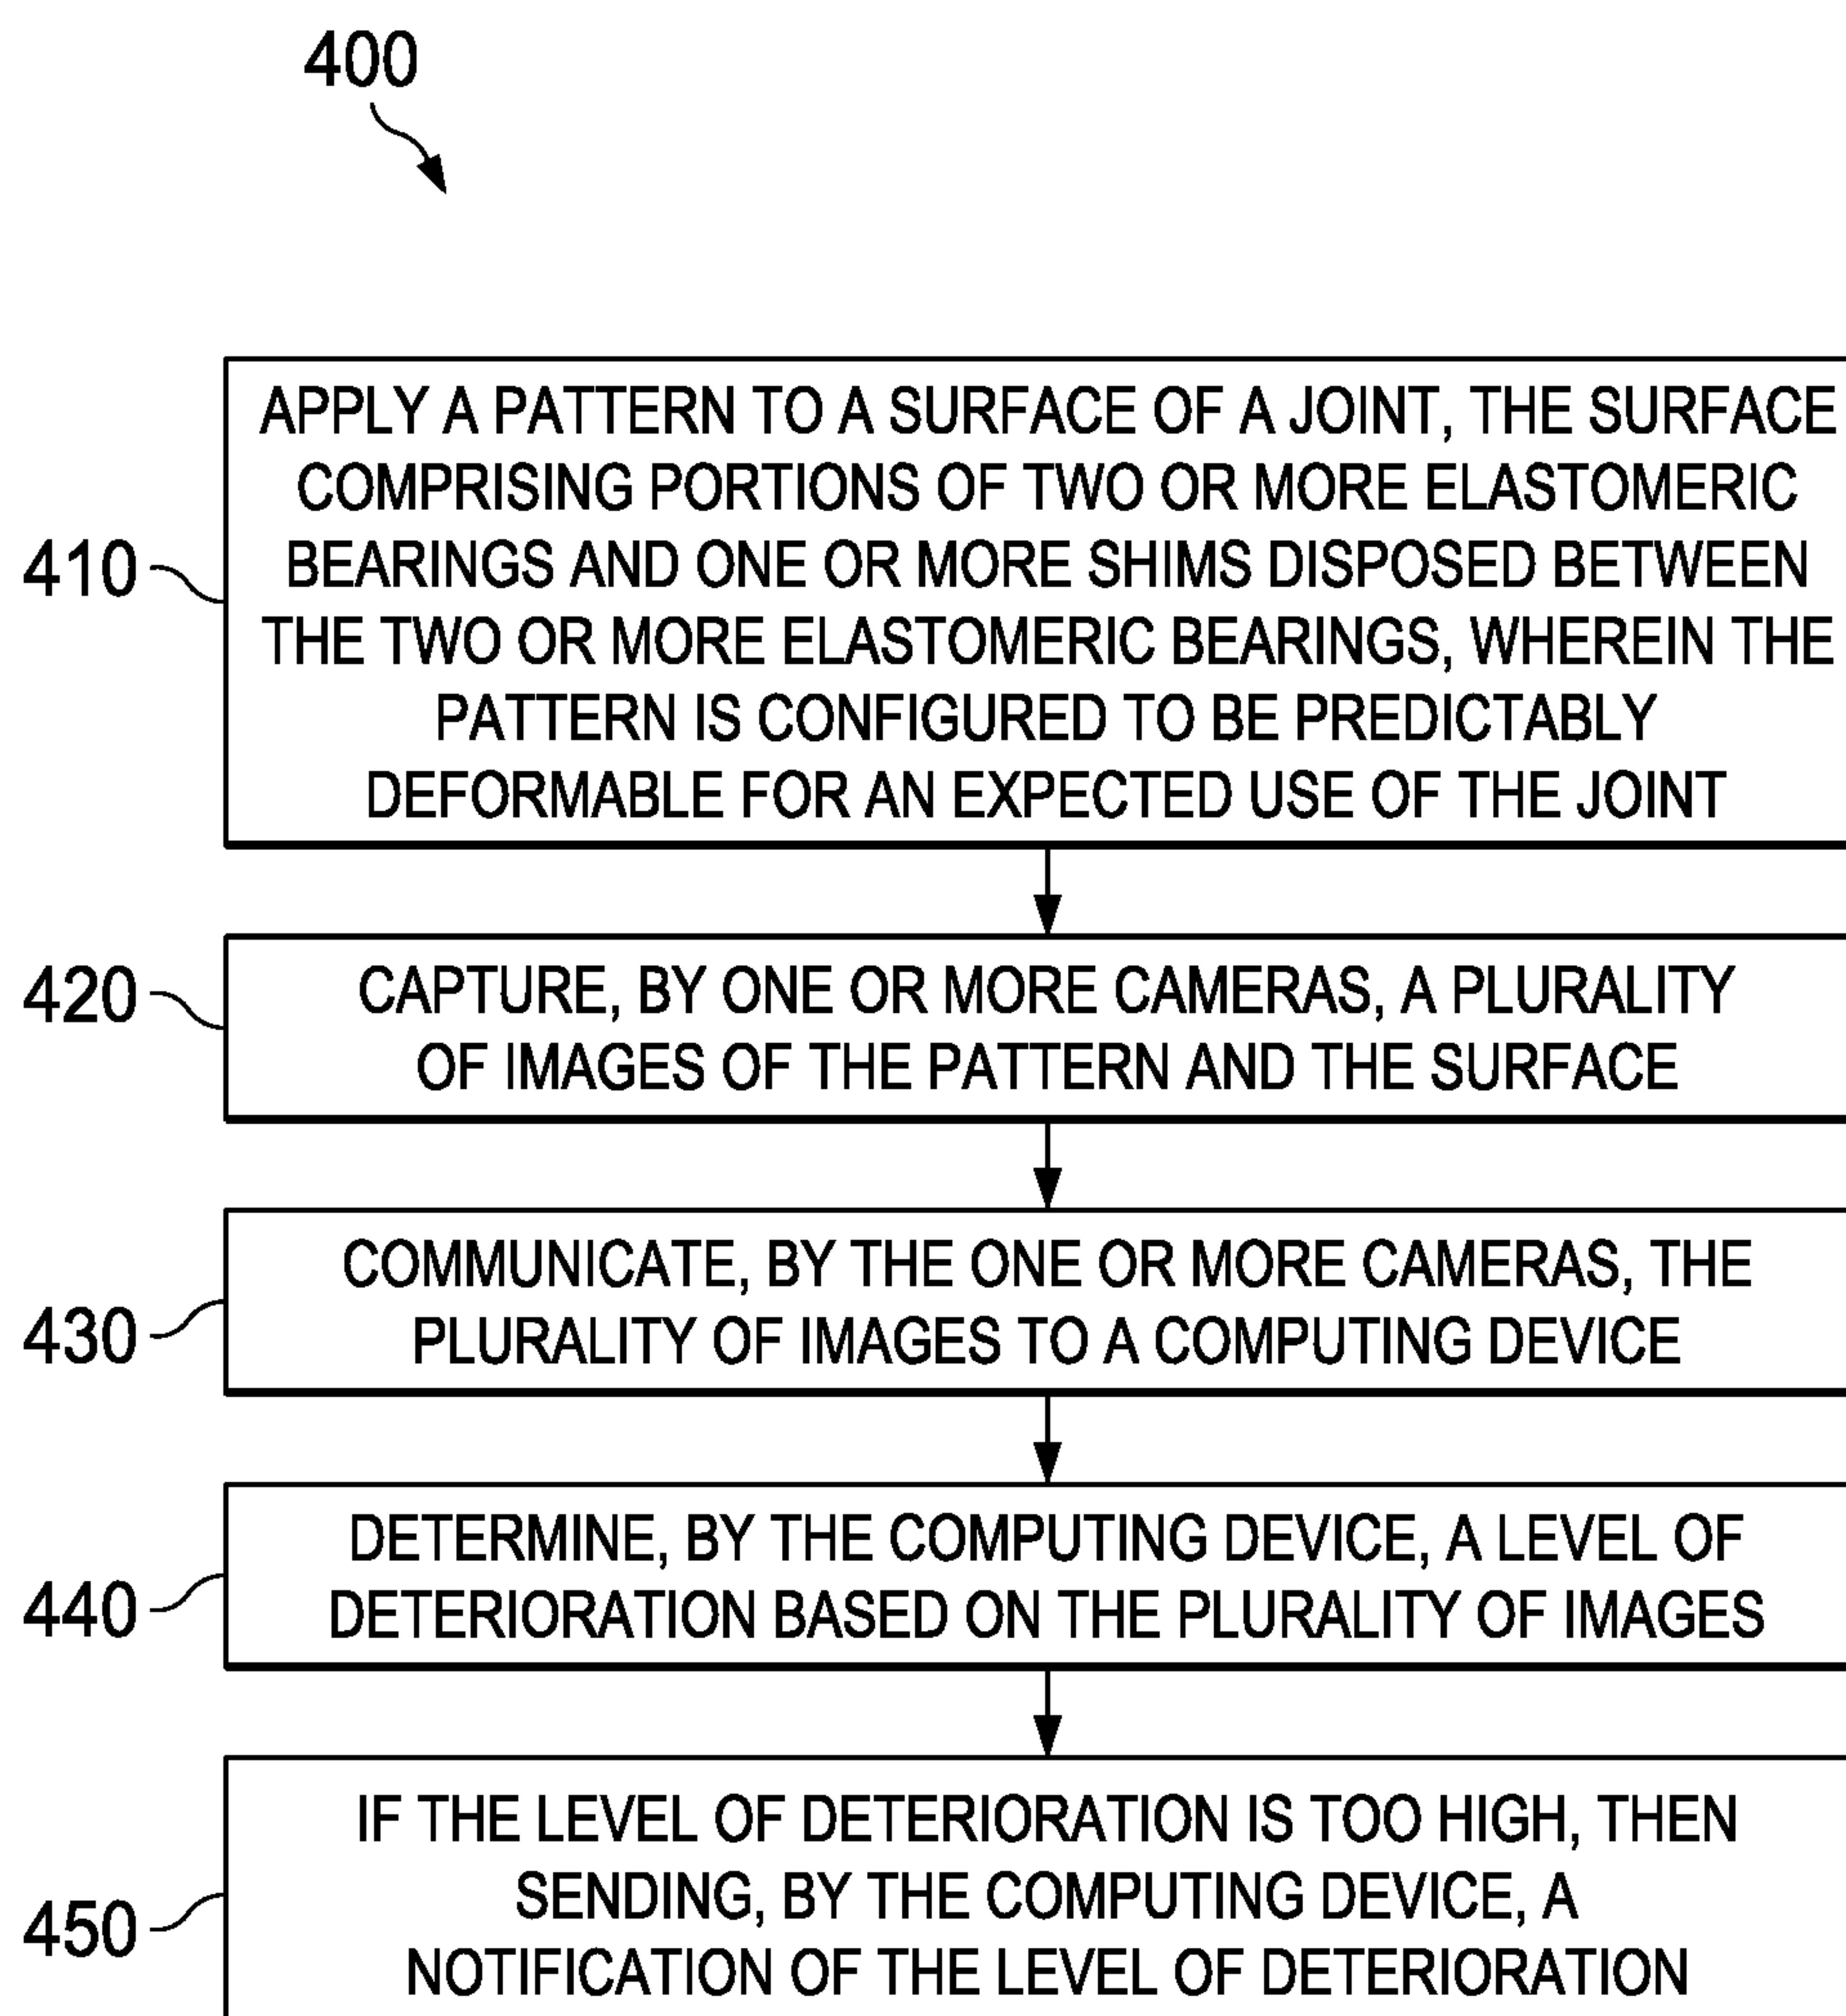 400
410
APPLY A PATTERN TO A SURFACE OF A JOINT, THE SURFACE
COMPRISING PORTIONS OF TWO OR MORE ELASTOMERIC
BEARINGS AND ONE OR MORE SHIMS DISPOSED BETWEEN
THE TWO OR MORE ELASTOMERIC BEARINGS, WHEREIN THE
PATTERN IS CONFIGURED TO BE PREDICTABLY
DEFORMABLE FOR AN EXPECTED USE OF THE JOINT
420
CAPTURE, BY ONE OR MORE CAMERAS, A PLURALITY
OF IMAGES OF THE PATTERN AND THE SURFACE
430
COMMUNICATE, BY THE ONE OR MORE CAMERAS, THE
PLURALITY OF IMAGES TO A COMPUTING DEVICE
440
DETERMINE, BY THE COMPUTING DEVICE, A LEVEL OF
DETERIORATION BASED ON THE PLURALITY OF IMAGES
450
IF THE LEVEL OF DETERIORATION IS TOO HIGH, THEN
SENDING, BY THE COMPUTING DEVICE, A
NOTIFICATION OF THE LEVEL OF DETERIORATION